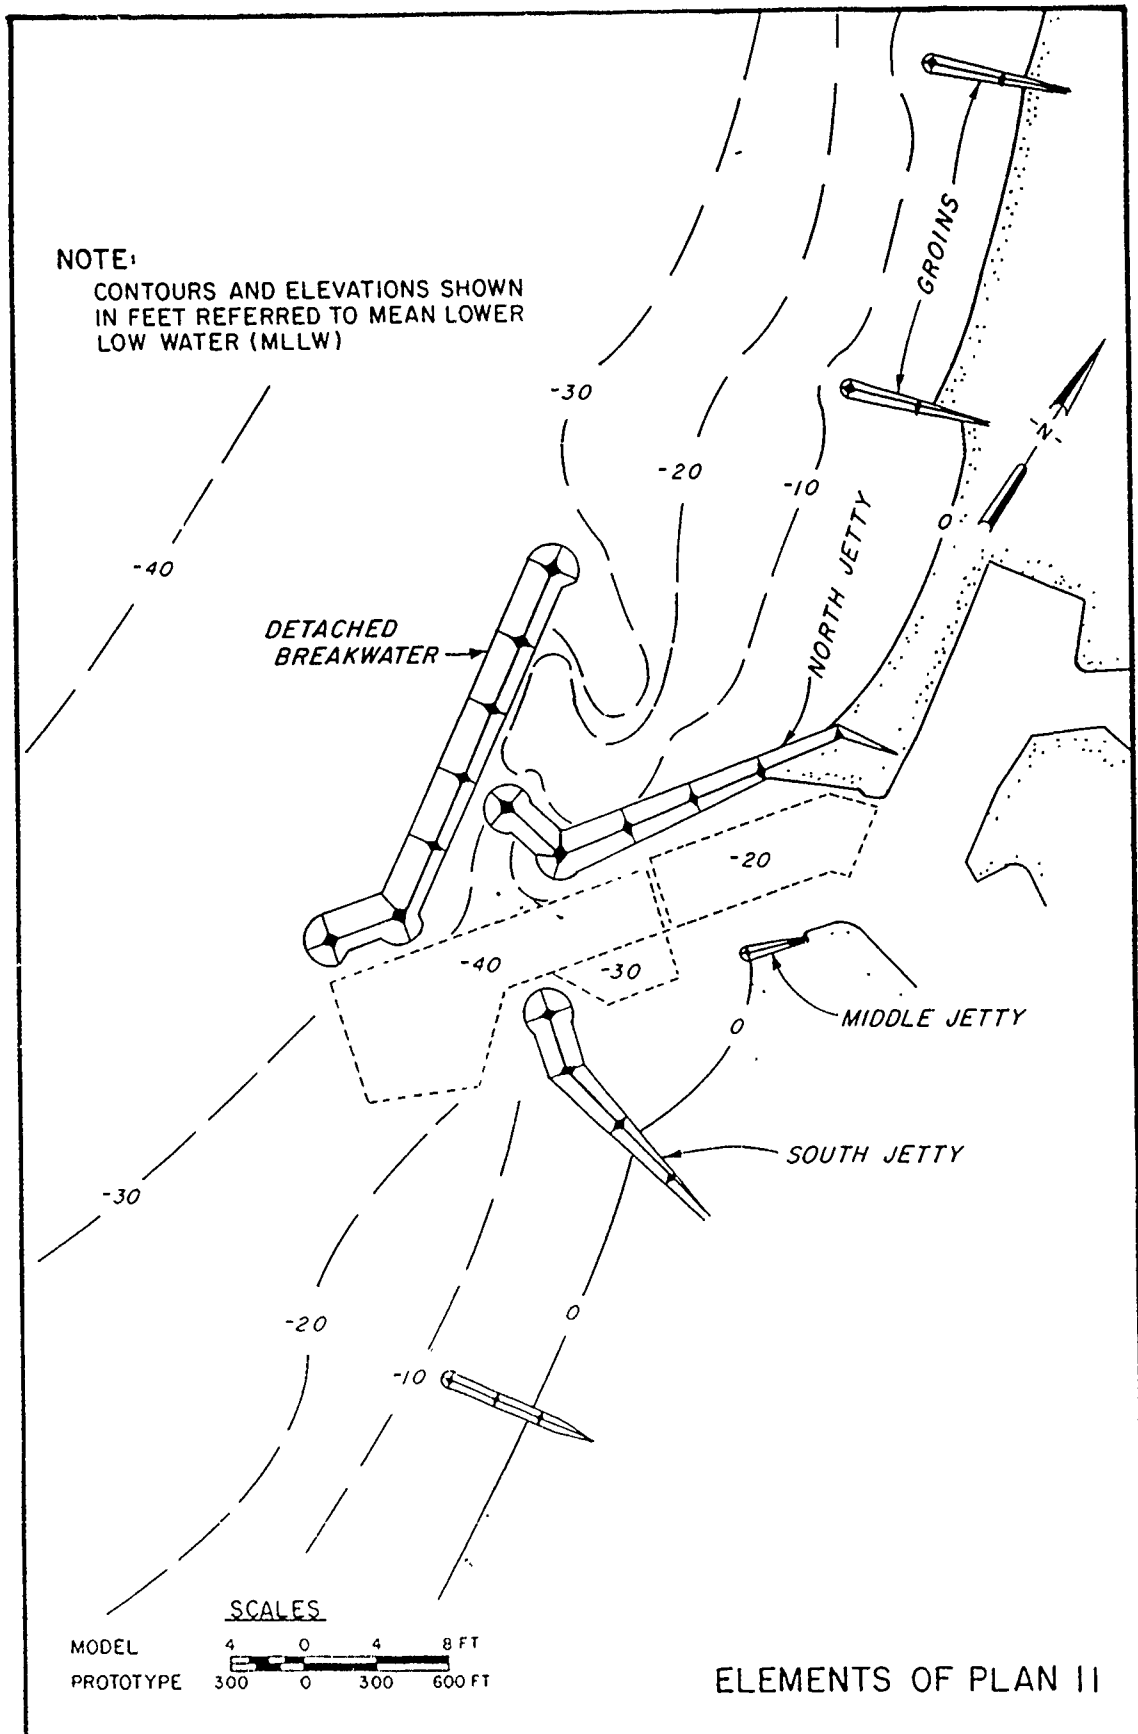 GROINS
NOTE:
CONTOURS AND ELEVATIONS SHOWN
IN FEET REFERRED TO MEAN LOWER
LOW WATER (MLLW)
-30
-N-
-20
-10
0
-40
NORTH JETTY
DETACHED
BREAKWATER
-20
-40
-30
MIDDLE JETTY
0
SOUTH JETTY
-30
0
-20
-10
SCALES
MODEL 4 0 4 8 FT
PROTOTYPE 300 0 300 600 FT
ELEMENTS OF PLAN 11